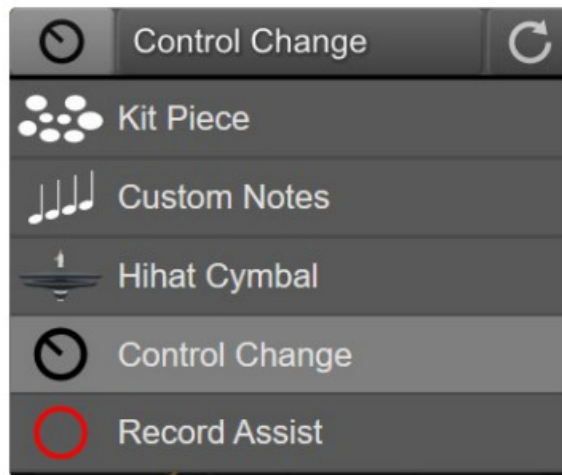 Control Change
Kit Piece
Custom Notes
Hihat Cymbal
Control Change
Record Assist